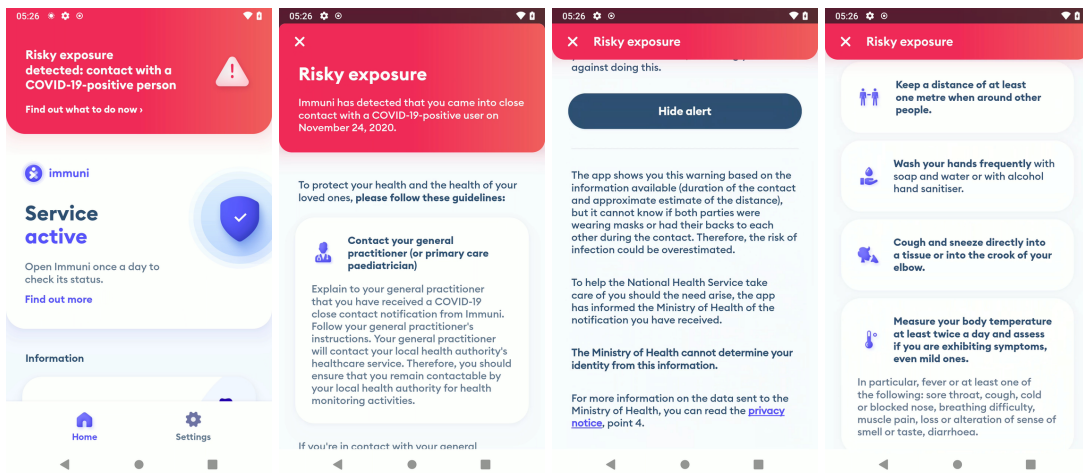 05:26
Risky exposure
detected: contact with a
COVID-19-positive person
Find out what to do now ›
immuni
Service
active
Open Immuni once a day to
check its status.
Find out more
Information
Home
Settings
05:26
Risky exposure
Immuni has detected that you came into close
contact with a COVID-19-positive user on
November 24, 2020.
To protect your health and the health of your
loved ones, please follow these guidelines:
Contact your general
practitioner (or primary care
paediatrician)
Explain to your general practitioner
that you have received a COVID-19
close contact notification from Immuni.
Follow your general practitioner's
instructions. Your general practitioner
will contact your local health authority's
healthcare service. Therefore, you should
ensure that you remain contactable by
your local health authority for health
monitoring activities.
If you're in contact with your general
05:26
Risky exposure
against doing this.
Hide alert
The app shows you this warning based on the
information available (duration of the contact
and approximate estimate of the distance),
but it cannot know if both parties were
wearing masks or had their backs to each
other during the contact. Therefore, the risk of
infection could be overestimated.
To help the National Health Service take
care of you should the need arise, the app
has informed the Ministry of Health of the
notification you have received.
The Ministry of Health cannot determine your
identity from this information.
For more information on the data sent to the
Ministry of Health, you can read the privacy
notice, point 4.
05:26
Risky exposure
Keep a distance of at least
one metre when around other
people.
Wash your hands frequently with
soap and water or with alcohol
hand sanitiser.
Cough and sneeze directly into
a tissue or into the crook of your
elbow.
Measure your body temperature
at least twice a day and assess
if you are exhibiting symptoms,
even mild ones.
In particular, fever or at least one of
the following: sore throat, cough, cold
or blocked nose, breathing difficulty,
muscle pain, loss or alteration of sense of
smell or taste, diarrhoea.